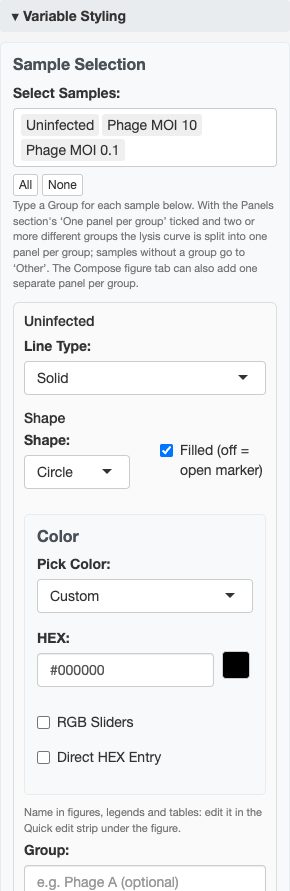 ▾ Variable Styling
Sample Selection
Select Samples:
Uninfected Phage MOI 10
Phage MOI 0.1
All None
Type a Group for each sample below. With the Panels
section's ‘One panel per group’ ticked and two or
more different groups the lysis curve is split into one
panel per group; samples without a group go to
‘Other’. The Compose figure tab can also add one
separate panel per group.
Uninfected
Line Type:
Solid
Shape
Shape:
Circle
Filled (off =
open marker)
Color
Pick Color:
Custom
HEX:
#000000
RGB Sliders
Direct HEX Entry
Name in figures, legends and tables: edit it in the
Quick edit strip under the figure.
Group:
e.g. Phage A (optional)